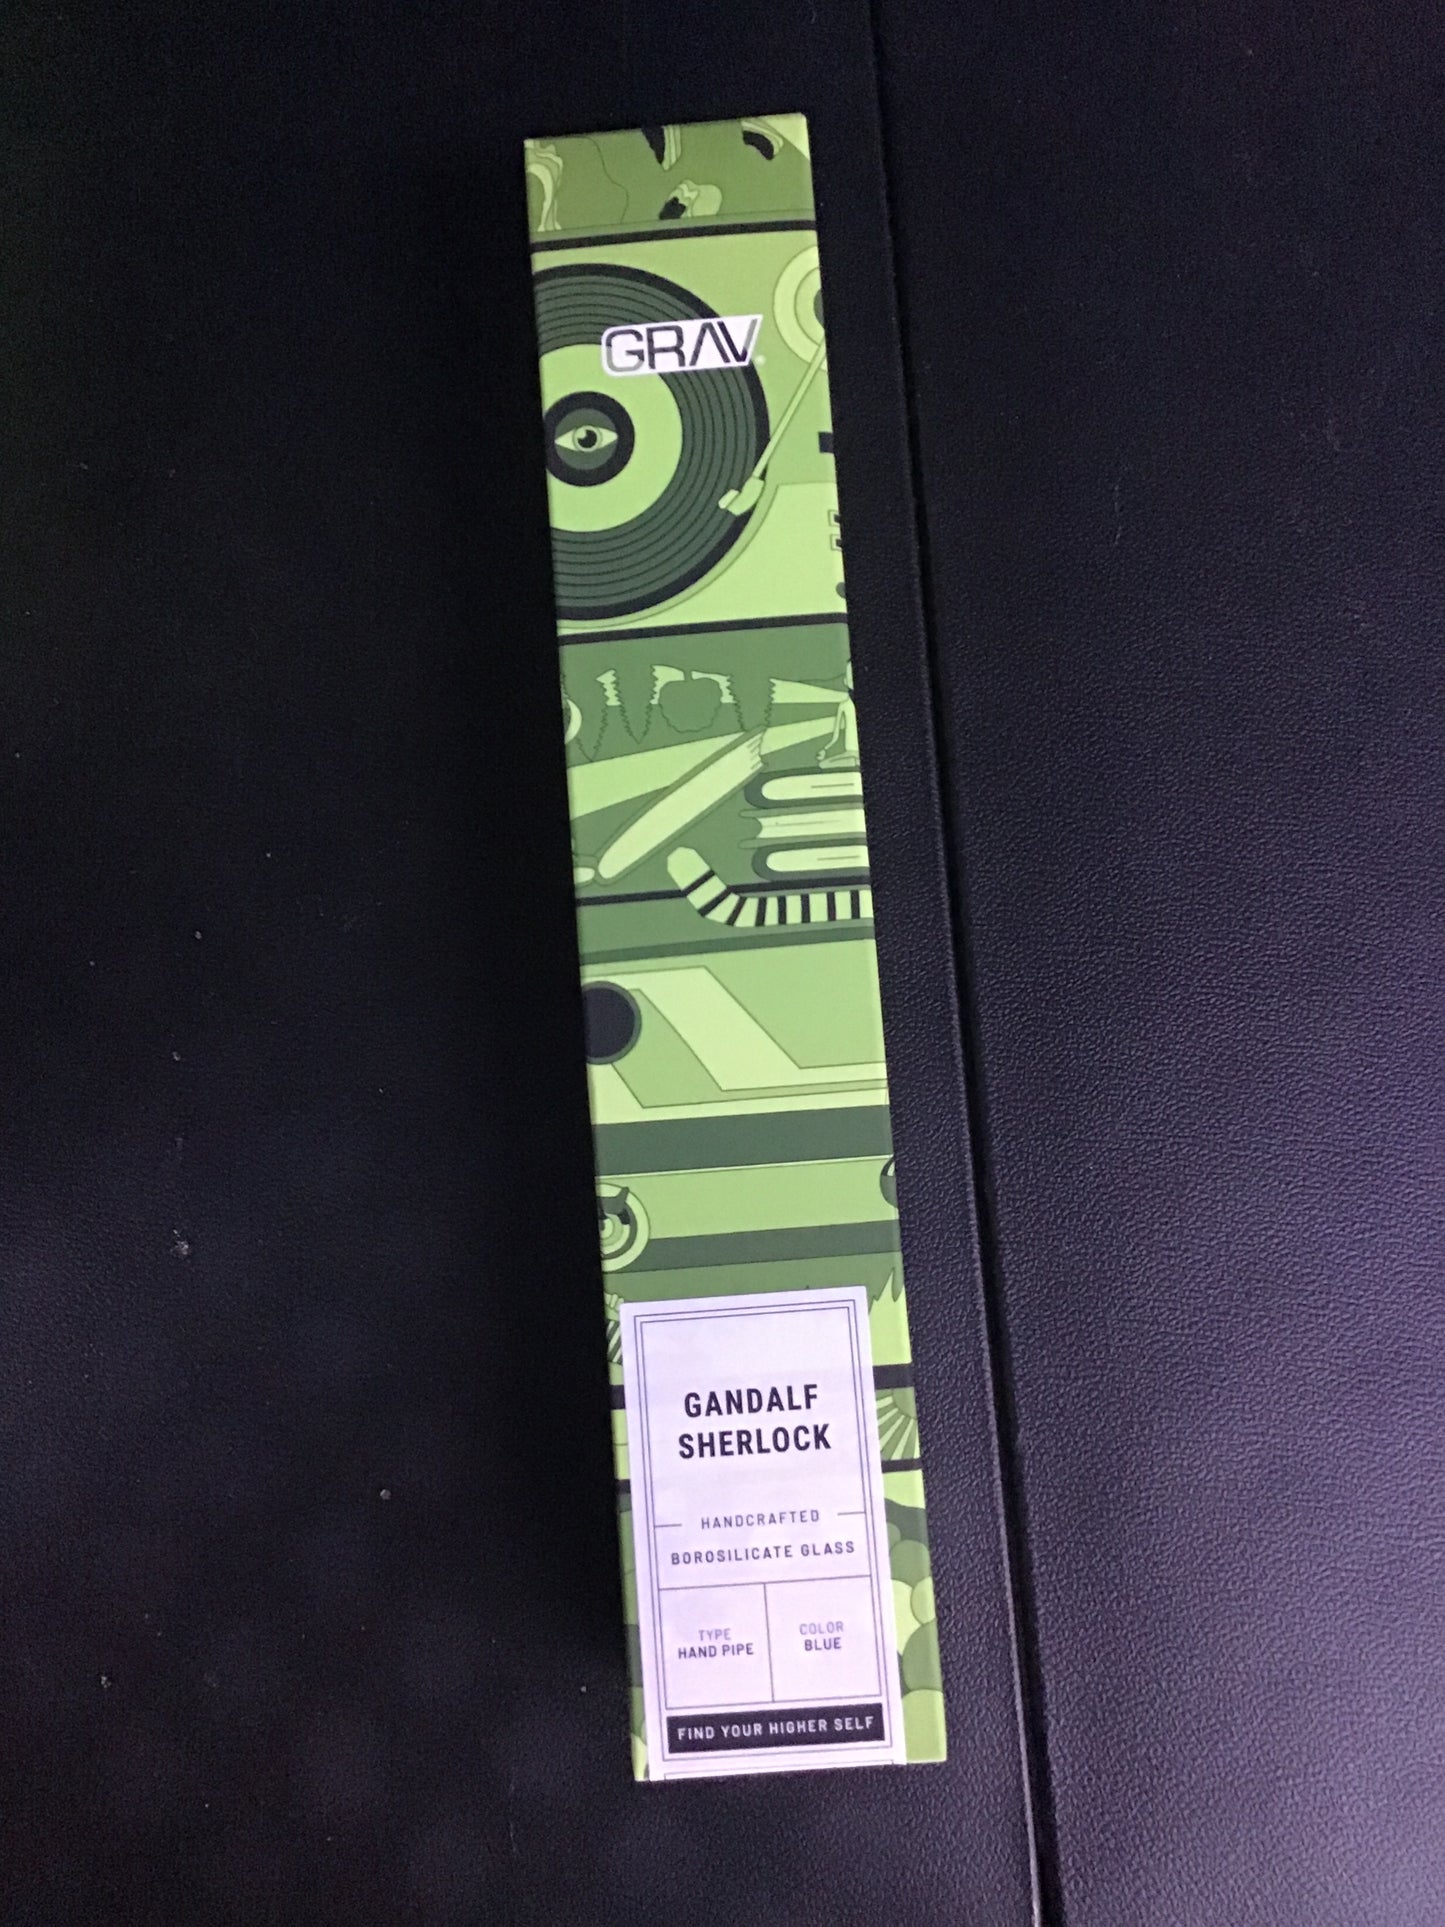 GRAV
GANDALF
SHERLOCK
HANDCRAFTED
BOROSILICATE GLASS
TYPE
HAND PIPE
COLOR
BLUE
FIND YOUR HIGHER SELF